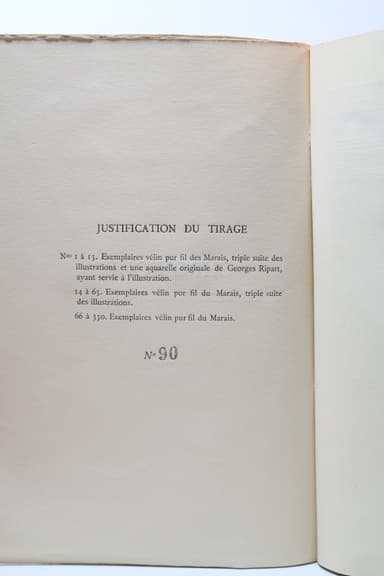 JUSTIFICATION DU TIRAGE
Nos 1 à 13. Exemplaires vélin pur fil des Marais, triple suite des
illustrations et une aquarelle originale de Georges Ripart,
ayant servie à l'illustration.
14 à 65. Exemplaires vélin pur fil du Marais, triple suite
des illustrations.
66 à 350. Exemplaires vélin pur fil du Marais.
No 90